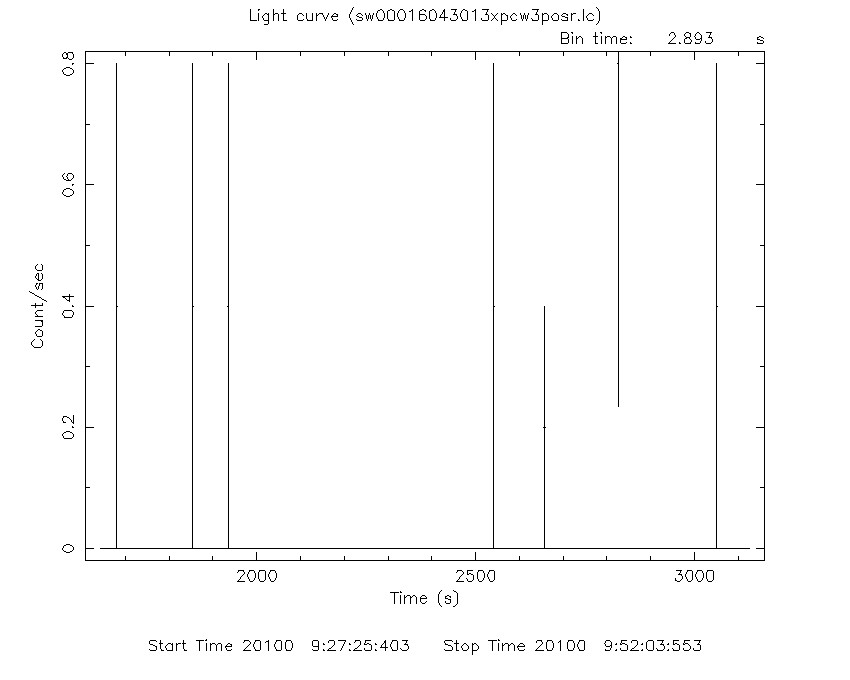 Light curve (sw00016043013xpcw3posr.lc)
Bin time: 2.893 s
0.8
0.6
0.4
0.2
0
Count/sec
2000 2500 3000
Time (s)
Start Time 20100 9:27:25:403 Stop Time 20100 9:52:03:553